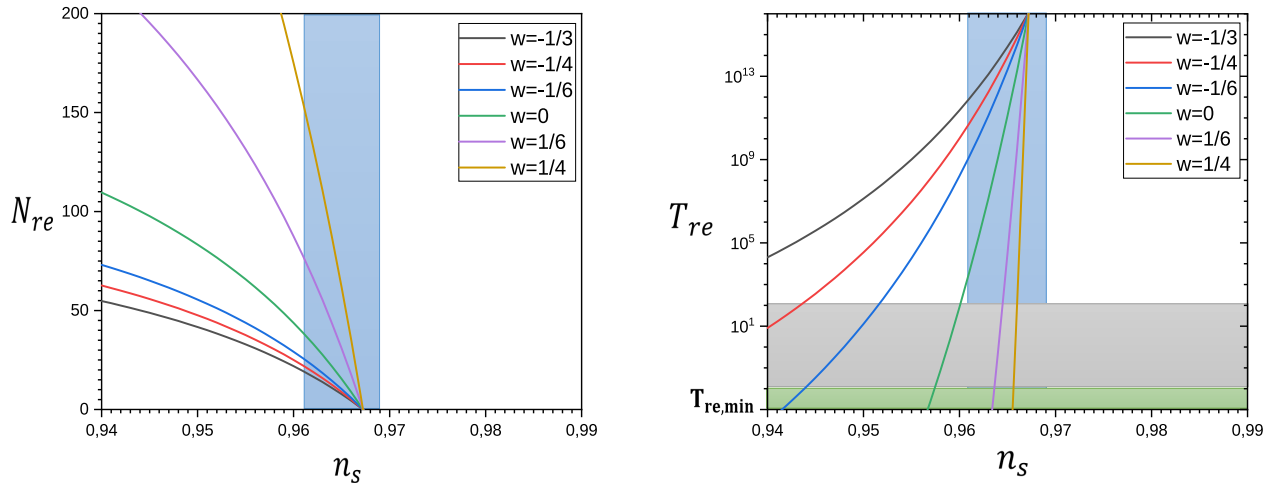 200
150
100
50
0
N_re
0,94 0,95 0,96 0,97 0,98 0,99
n_s
w=-1/3
w=-1/4
w=-1/6
w=0
w=1/6
w=1/4
10^13
10^9
10^5
10^1
T_re
T_re,min
0,94 0,95 0,96 0,97 0,98 0,99
n_s
w=-1/3
w=-1/4
w=-1/6
w=0
w=1/6
w=1/4